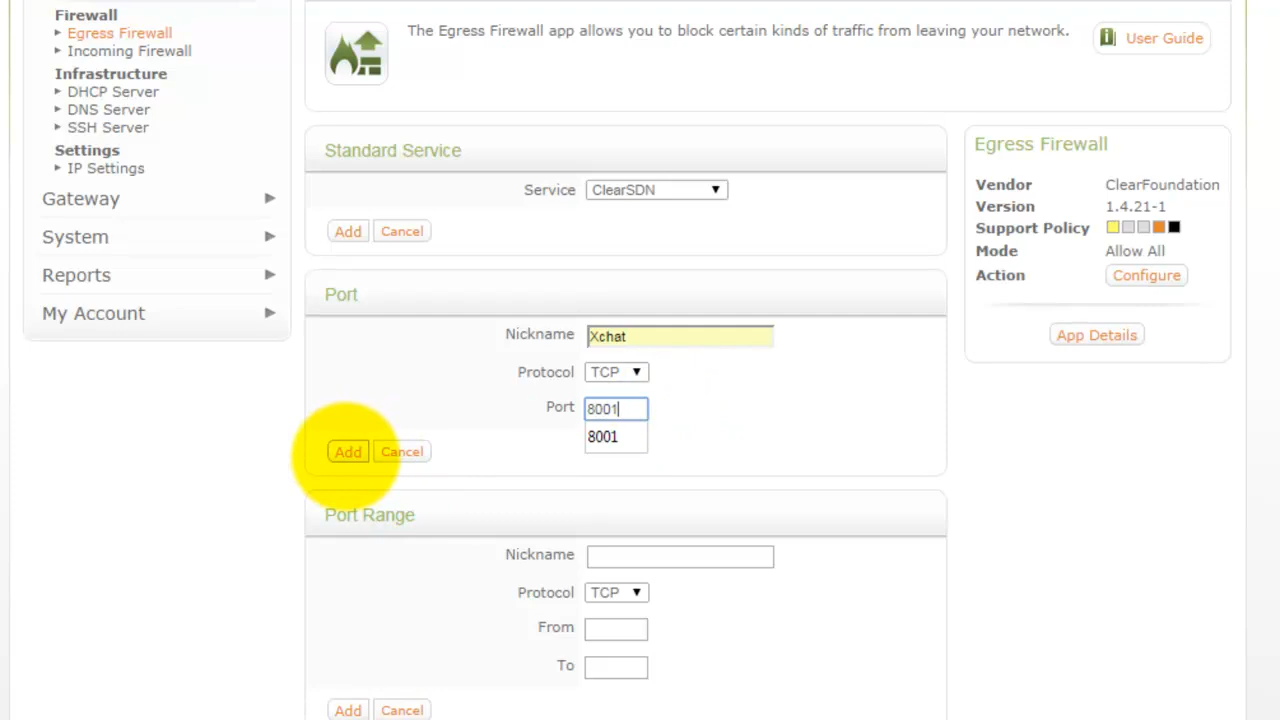 Firewall
Egress Firewall
Incoming Firewall
Infrastructure
DHCP Server
DNS Server
SSH Server
Settings
IP Settings
Gateway
System
Reports
My Account
The Egress Firewall app allows you to block certain kinds of traffic from leaving your network.
User Guide
Standard Service
Service ClearSDN
Add Cancel
Port
Nickname Xchat
Protocol TCP
Port 8001
8001
Add Cancel
Port Range
Nickname
Protocol TCP
From
To
Add Cancel
Egress Firewall
Vendor ClearFoundation
Version 1.4.21-1
Support Policy
Mode Allow All
Action Configure
App Details